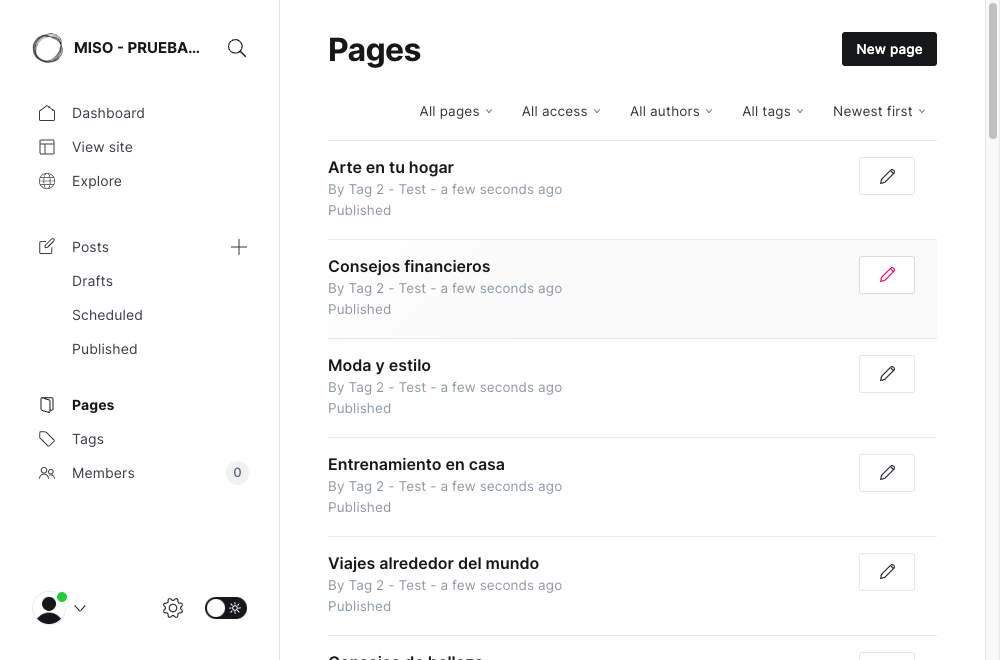 MISO - PRUEBA...
Dashboard
View site
Explore
Posts
Drafts
Scheduled
Published
Pages
Tags
Members
0
Pages
New page
All pages
All access
All authors
All tags
Newest first
Arte en tu hogar
By Tag 2 - Test - a few seconds ago
Published
Consejos financieros
By Tag 2 - Test - a few seconds ago
Published
Moda y estilo
By Tag 2 - Test - a few seconds ago
Published
Entrenamiento en casa
By Tag 2 - Test - a few seconds ago
Published
Viajes alrededor del mundo
By Tag 2 - Test - a few seconds ago
Published
Consejos de belleza